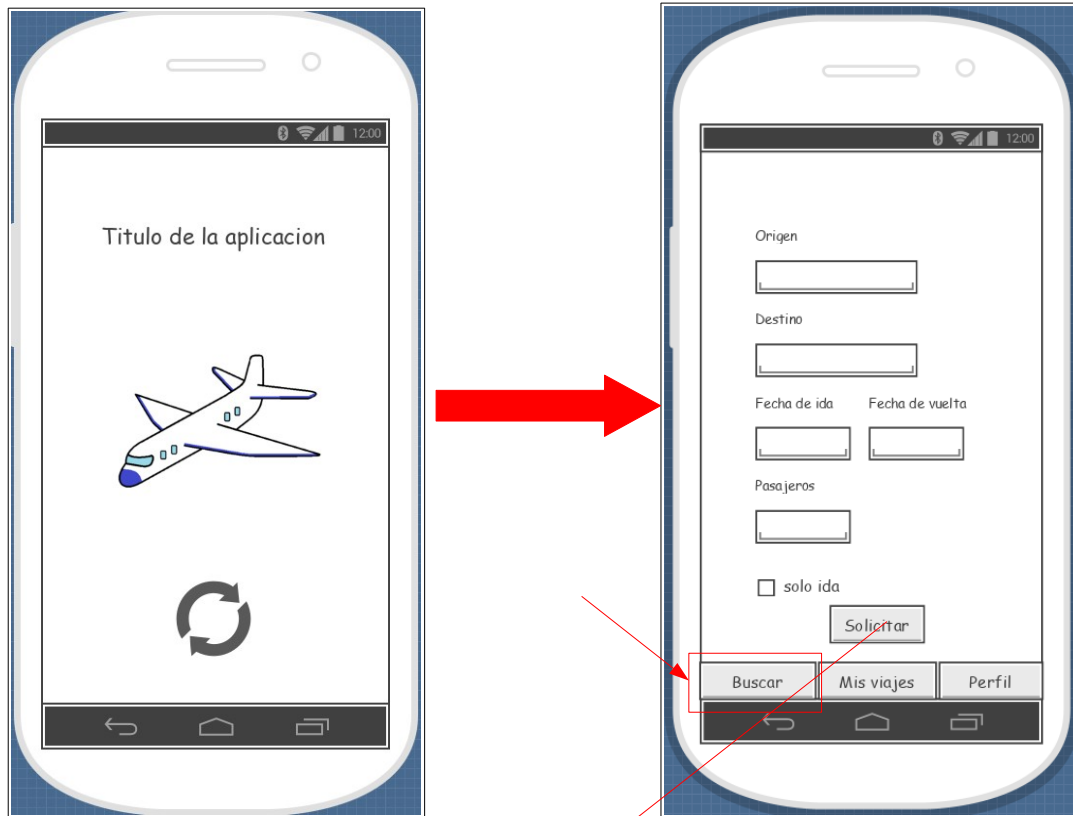 12:00
Titulo de la aplicacion
12:00
Origen
Destino
Fecha de ida Fecha de vuelta
Pasajeros
solo ida
Solicitar
Buscar Mis viajes Perfil